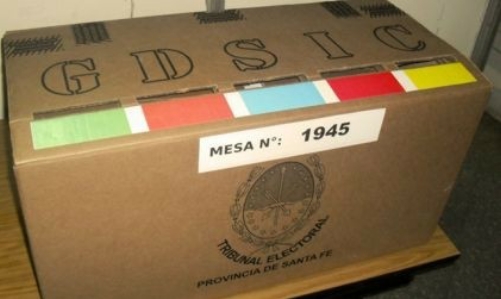 G D S I C
MESA N°: 1945
TRIBUNAL ELECTORAL
PROVINCIA DE SANTA FE